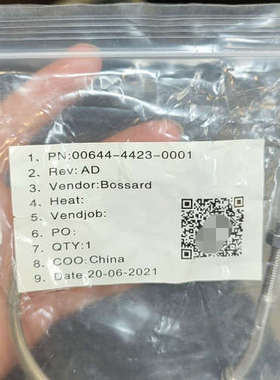 1. PN:00644-4423-0001
2. Rev:AD
3. Vendor:Bossard
4. Heat:
5. Vendjob:
6. PO:
7. QTY:1
8. COO:China
9. Date:20-06-2021